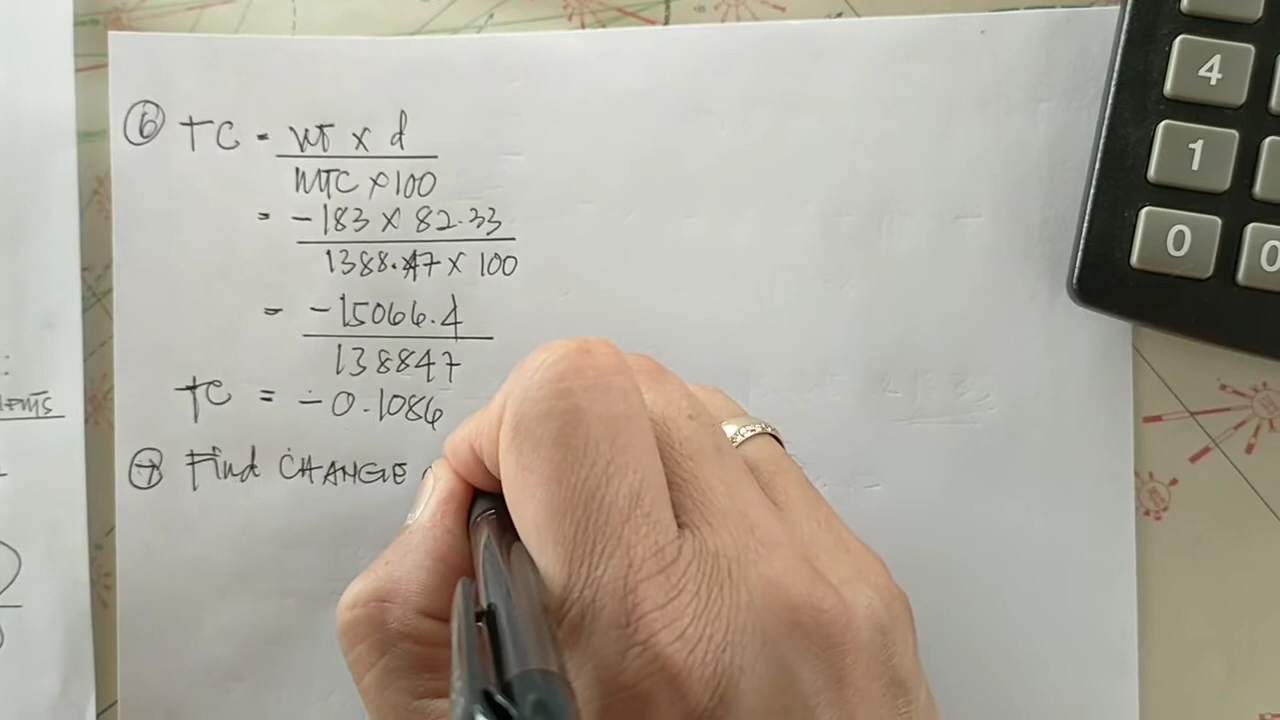 ⑥ TC = WT x d
MTC x 100
= -183 x 82.33
1388.47 x 100
= -15066.4
138847
TC = -0.1086
⑦ Find CHANGE
4
1
0
0